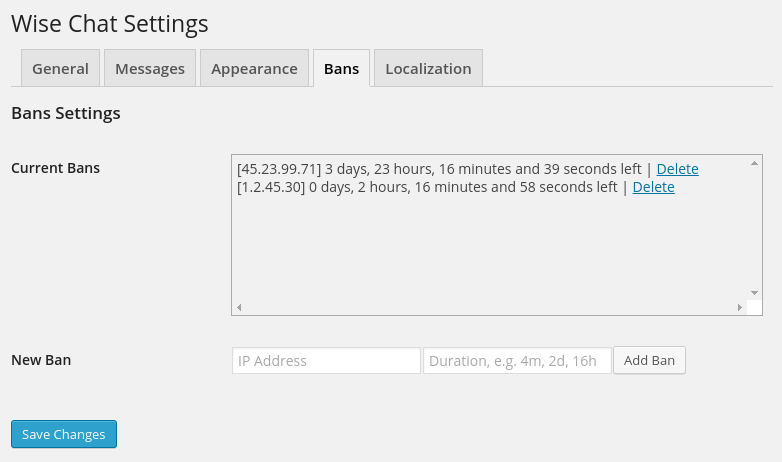 Wise Chat Settings
General Messages Appearance Bans Localization
Bans Settings
Current Bans
[45.23.99.71] 3 days, 23 hours, 16 minutes and 39 seconds left | Delete
[1.2.45.30] 0 days, 2 hours, 16 minutes and 58 seconds left | Delete
New Ban IP Address Duration, e.g. 4m, 2d, 16h Add Ban
Save Changes